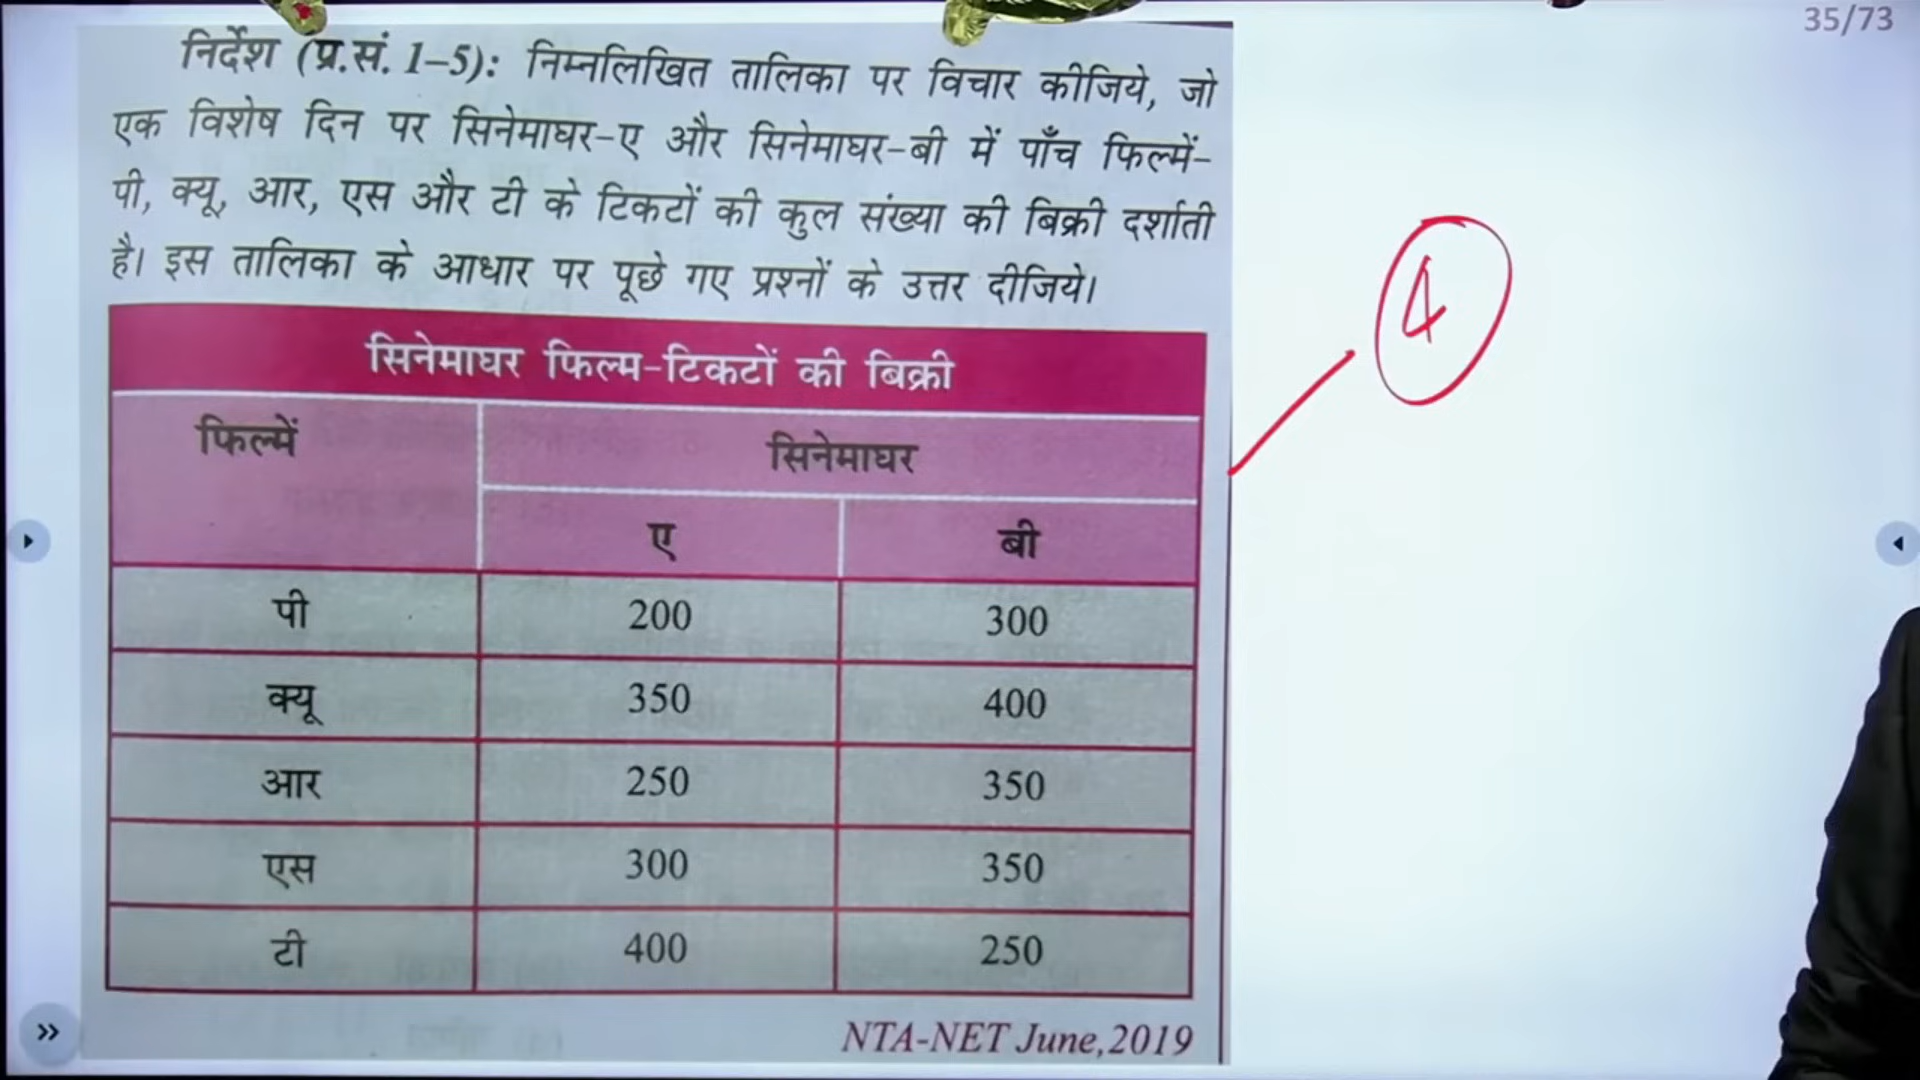 35/73
निर्देश (प्र.सं. 1–5): निम्नलिखित तालिका पर विचार कीजिये, जो
एक विशेष दिन पर सिनेमाघर-ए और सिनेमाघर-बी में पाँच फिल्में-
पी, क्यू, आर, एस और टी के टिकटों की कुल संख्या की बिक्री दर्शाती
है। इस तालिका के आधार पर पूछे गए प्रश्नों के उत्तर दीजिये।
4
सिनेमाघर फिल्म-टिकटों की बिक्री
फिल्में सिनेमाघर
ए बी
पी 200 300
क्यू 350 400
आर 250 350
एस 300 350
टी 400 250
NTA-NET June,2019